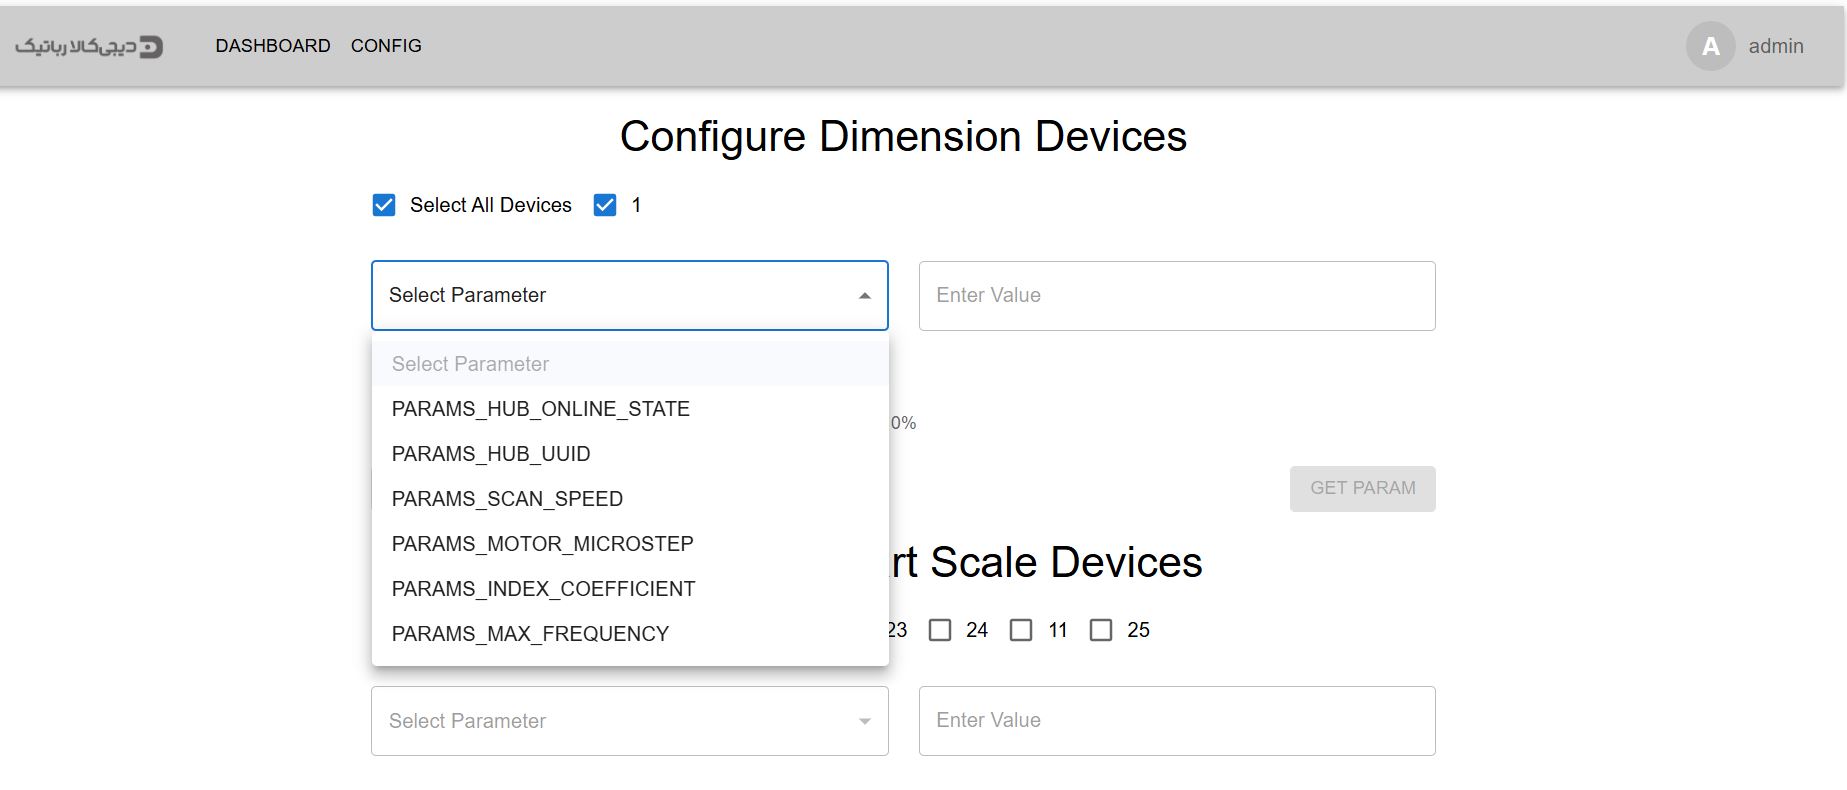 دیجی‌کالا رباتیک
DASHBOARD
CONFIG
A
admin
Configure Dimension Devices
Select All Devices
1
Select Parameter
Enter Value
Select Parameter
PARAMS_HUB_ONLINE_STATE
PARAMS_HUB_UUID
PARAMS_SCAN_SPEED
PARAMS_MOTOR_MICROSTEP
PARAMS_INDEX_COEFFICIENT
PARAMS_MAX_FREQUENCY
0%
GET PARAM
rt Scale Devices
23
24
11
25
Select Parameter
Enter Value